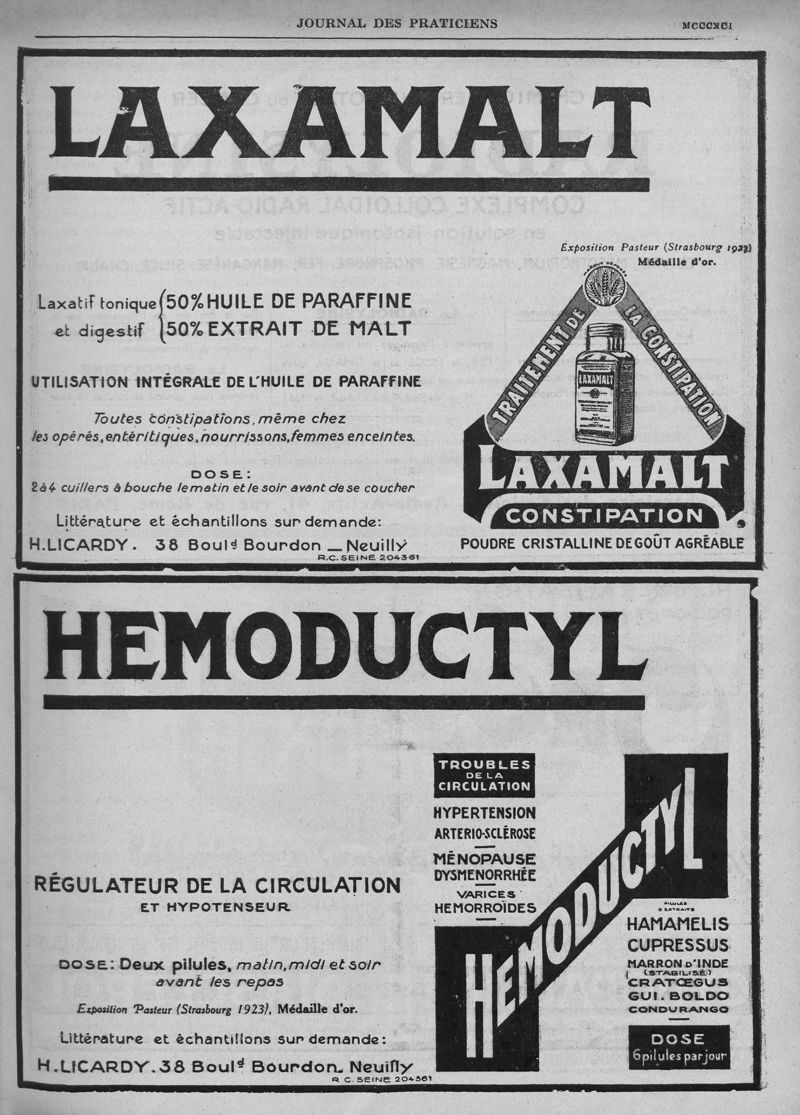 JOURNAL DES PRATICIENS
MCCCXCI
LAXAMALT
Exposition Pasteur (Strasbourg 1923)
Médaille d'or.
Laxatif tonique
et digestif
50% HUILE DE PARAFFINE
50% EXTRAIT DE MALT
UTILISATION INTÉGRALE DE L'HUILE DE PARAFFINE
Toutes constipations, même chez
les opérés, entéritiques, nourrissons, femmes enceintes.
DOSE:
2 à 4 cuillers à bouche le matin et le soir avant de se coucher
Littérature et échantillons sur demande:
H. LICARDY. 38 Boulᵈ Bourdon _ Neuilly
R.C. SEINE 204361
TRAITEMENT DE
LA CONSTIPATION
LAXAMALT
LAXAMALT
CONSTIPATION
POUDRE CRISTALLINE DE GOÛT AGRÉABLE
HEMODUCTYL
RÉGULATEUR DE LA CIRCULATION
ET HYPOTENSEUR
DOSE: Deux pilules, matin, midi et soir
avant les repas
Exposition Pasteur (Strasbourg 1923), Médaille d'or.
Littérature et échantillons sur demande:
H. LICARDY. 38 Boulᵈ Bourdon_ Neuilly
R C. SEINE 204361
TROUBLES
DE LA
CIRCULATION
HYPERTENSION
ARTERIO-SCLÉROSE
MÉNOPAUSE
DYSMENORRHÉE
VARICES
HEMORROÏDES
HEMODUCTYL
PILULES
D'EXTRAITS
HAMAMELIS
CUPRESSUS
MARRON D'INDE
(STABILISÉ)
CRATŒGUS
GUI. BOLDO
CONDURANGO
DOSE
6 pilules par jour